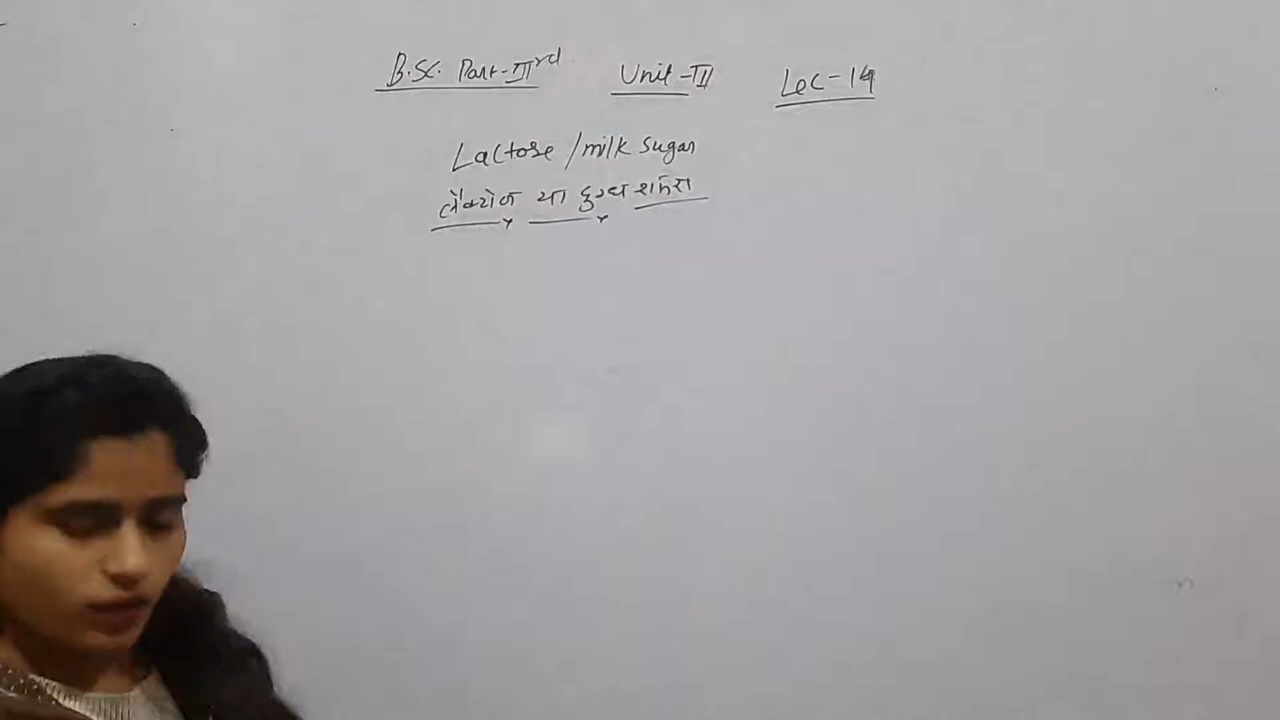 B.Sc. Part-IIIrd Unit-II Lec-14
Lactose/milk sugar
लैक्टोज या दुग्ध शर्करा